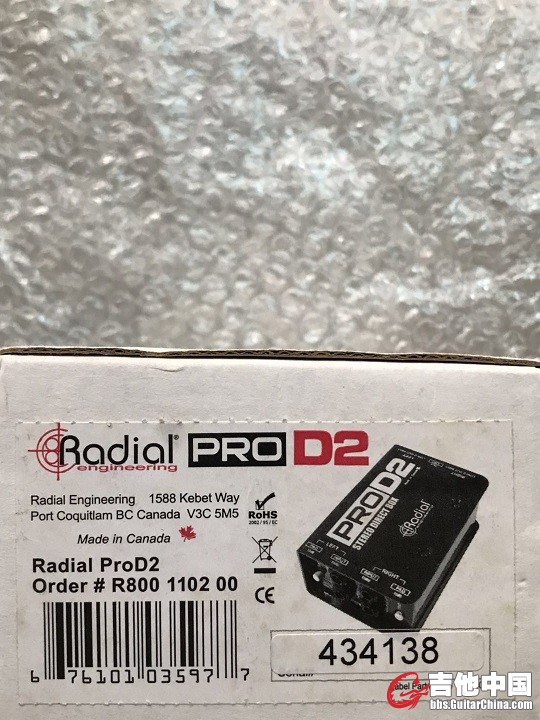 Radial® engineering PRO D2
Radial Engineering 1588 Kebet Way
Port Coquitlam BC Canada V3C 5M5
Made in Canada
RoHS
2002 / 95 / EC
CE
Radial ProD2
Order # R800 1102 00
6 76101 03597 7
434138
PROD2
STEREO DIRECT BOX
Radial
LEFT
RIGHT
吉他中国
bbs.GuitarChina.com